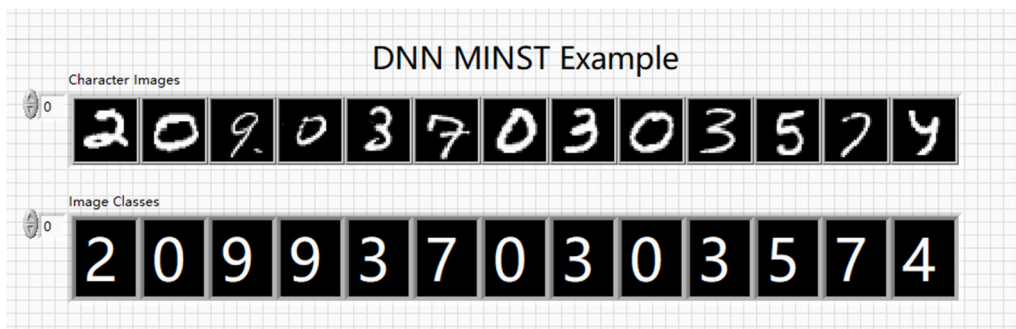 DNN MINST Example
Character Images
0
2 0 9 0 3 7 0 3 0 3 5 7 y
Image Classes
0
2 0 9 9 3 7 0 3 0 3 5 7 4